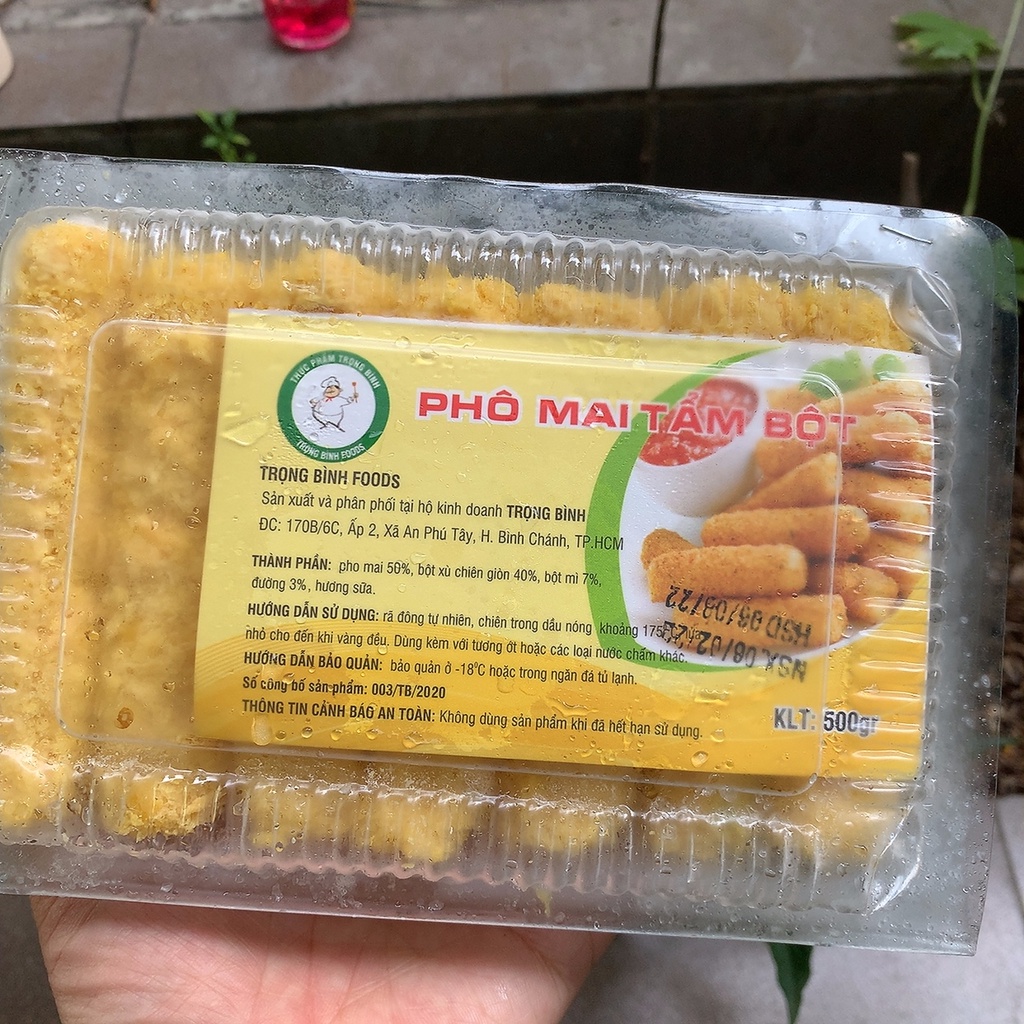 THỰC PHẨM TRỌNG BÌNH
TRỌNG BÌNH FOODS
PHÔ MAI TẨM BỘT
TRỌNG BÌNH FOODS
Sản xuất và phân phối tại hộ kinh doanh TRỌNG BÌNH
ĐC: 170B/6C, Ấp 2, Xã An Phú Tây, H. Bình Chánh, TP.HCM
THÀNH PHẦN: pho mai 50%, bột xù chiên giòn 40%, bột mì 7%,
đường 3%, hương sữa.
HƯỚNG DẪN SỬ DỤNG: rã đông tự nhiên, chiên trong dầu nóng khoảng
nhỏ cho đến khi vàng đều. Dùng kèm với tương ớt hoặc các loại nước chấm khác.
HƯỚNG DẪN BẢO QUẢN: bảo quản ở -18°C hoặc trong ngăn đá tủ lạnh.
Số công bố sản phẩm: 003/TB/2020
THÔNG TIN CẢNH BÁO AN TOÀN: Không dùng sản phẩm khi đã hết hạn sử dụng.
KLT: 500gr
NSX
HSD